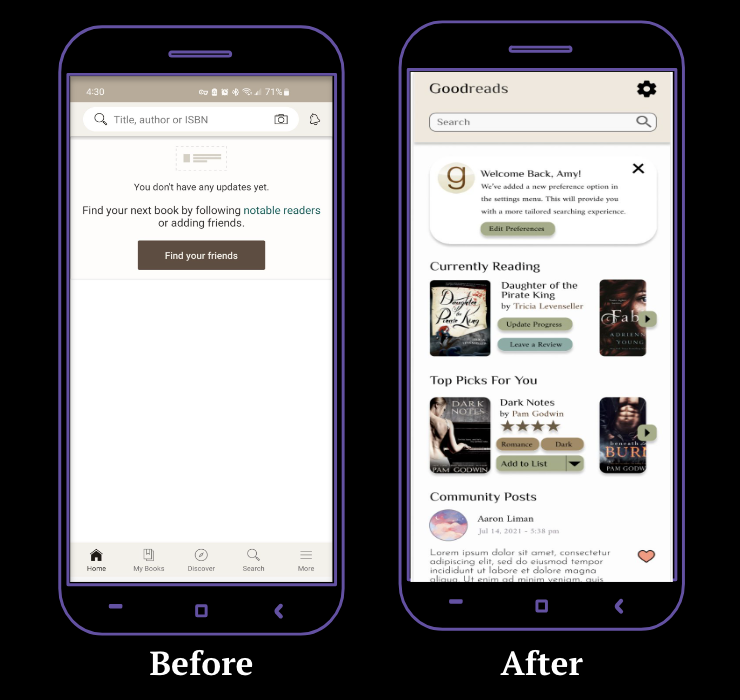 4:30
71%
Title, author or ISBN
You don't have any updates yet.
Find your next book by following notable readers
or adding friends.
Find your friends
Home
My Books
Discover
Search
More
Before
Goodreads
Search
g
Welcome Back, Amy!
We've added a new preference option in
the settings menu. This will provide you
with a more tailored searching experience.
Edit Preferences
Currently Reading
Daughter
of the
Pirate King
Daughter of the
Pirate King
by Tricia Levenseller
Update Progress
Leave a Review
Fab
ADRIENN
YOUNG
Top Picks For You
DARK
NOTES
PAM GODWIN
Dark Notes
by Pam Godwin
Romance
Dark
Add to List
beneath
BURN
PAM GODW
Community Posts
Aaron Liman
Jul 14, 2021 - 5:38 pm
Lorem ipsum dolor sit amet, consectetur
adipiscing elit, sed do eiusmod tempor
incididunt ut labore et dolore magna
aliqua. Ut enim ad minim veniam, quis
After